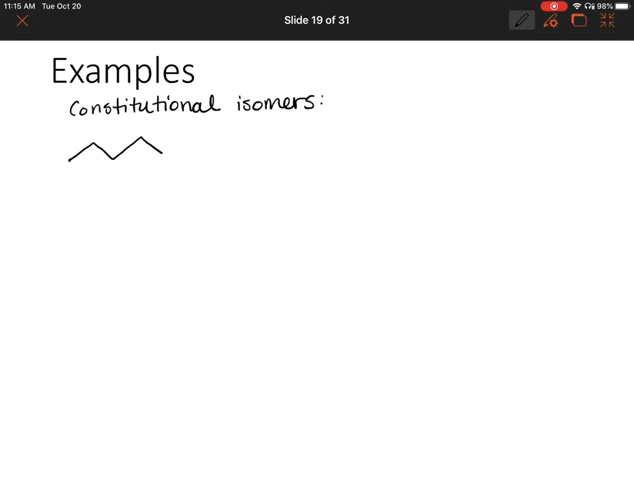 11:15 AM Tue Oct 20
98%
Slide 19 of 31
Examples
Constitutional isomers: